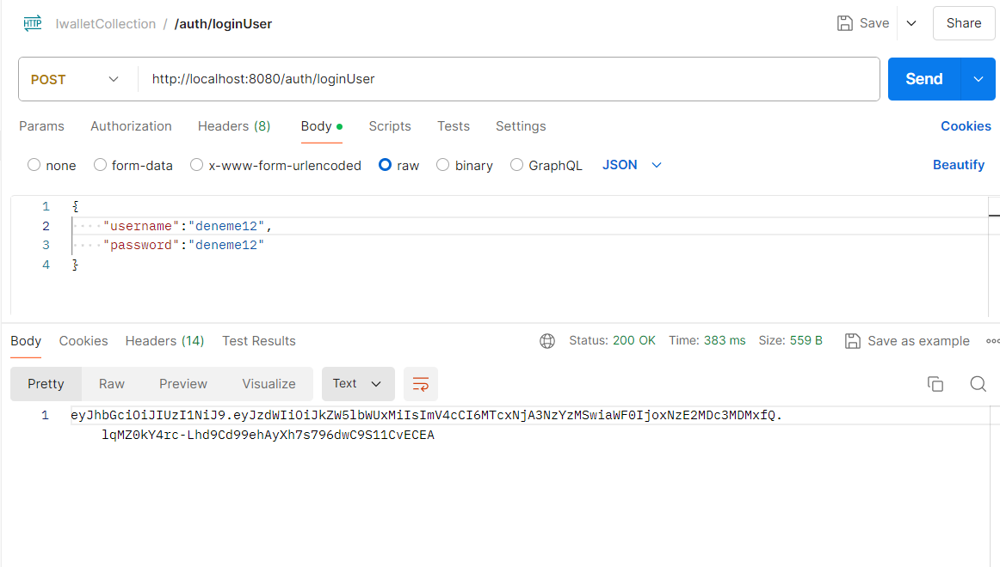 HTTP IwalletCollection / /auth/loginUser Save Share
POST http://localhost:8080/auth/loginUser Send
Params Authorization Headers (8) Body Scripts Tests Settings Cookies
none form-data x-www-form-urlencoded raw binary GraphQL JSON Beautify
1 {
2 ····"username":"deneme12",
3 ····"password":"deneme12"
4 }
Body Cookies Headers (14) Test Results Status: 200 OK Time: 383 ms Size: 559 B Save as example
Pretty Raw Preview Visualize Text
1 eyJhbGciOiJIUzI1NiJ9.eyJzdWIiOiJkZW5lbWUxMiIsImV4cCI6MTcxNjA3NzYzMSwiaWF0IjoxNzE2MDc3MDMxfQ.
lqMZ0kY4rc-Lhd9Cd99ehAyXh7s796dwC9S11CvECEA